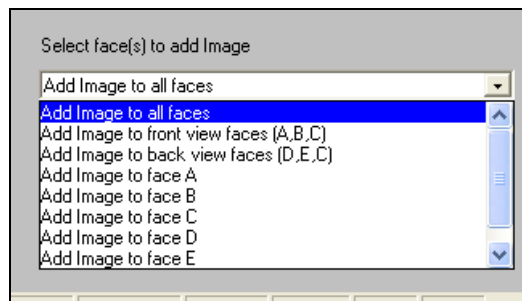 Select face(s) to add Image
Add Image to all faces
Add Image to all faces
Add Image to front view faces (A,B,C)
Add Image to back view faces (D,E,C)
Add Image to face A
Add Image to face B
Add Image to face C
Add Image to face D
Add Image to face E